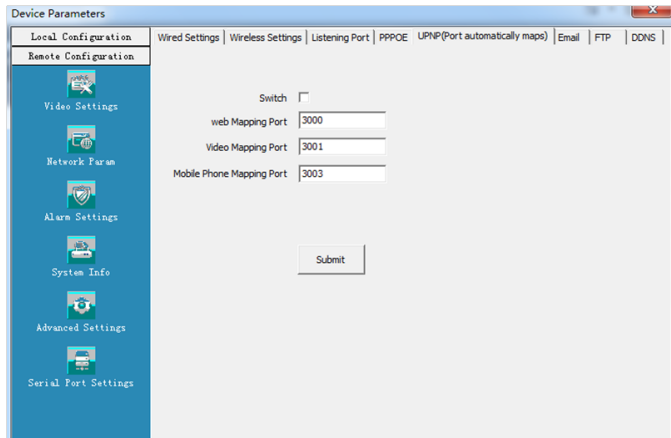 Device Parameters
Local Configuration
Remote Configuration
Wired Settings Wireless Settings Listening Port PPPOE UPNP(Port automatically maps) Email FTP DDNS
Video Settings
Network Param
Alarm Settings
System Info
Advanced Settings
Serial Port Settings
Switch
web Mapping Port 3000
Video Mapping Port 3001
Mobile Phone Mapping Port 3003
Submit